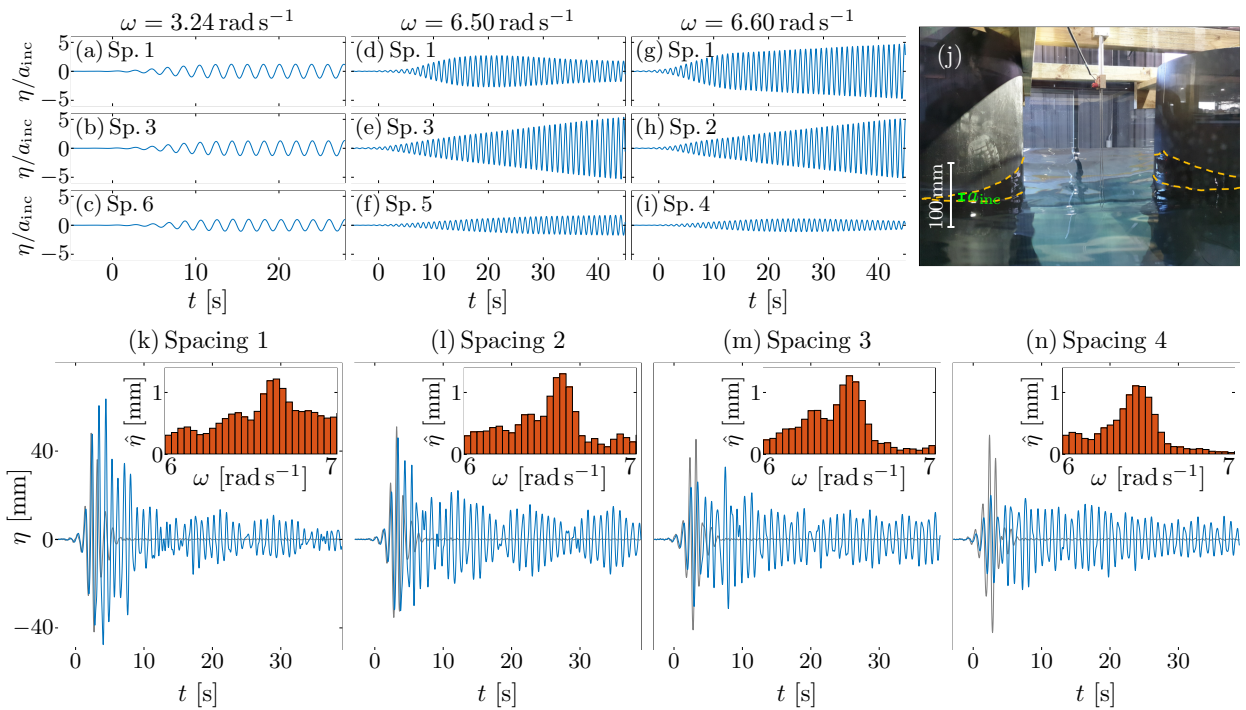 ω = 3.24 rad s⁻¹
ω = 6.50 rad s⁻¹
ω = 6.60 rad s⁻¹
(a) Sp. 1
(d) Sp. 1
(g) Sp. 1
(j)
5
0
−5
η/a_inc
(b) Sp. 3
(e) Sp. 3
(h) Sp. 2
5
0
−5
η/a_inc
100 mm
a_inc
(c) Sp. 6
(f) Sp. 5
(i) Sp. 4
5
0
−5
η/a_inc
0 10 20
0 10 20 30 40
0 10 20 30 40
t [s]
t [s]
t [s]
(k) Spacing 1
(l) Spacing 2
(m) Spacing 3
(n) Spacing 4
η̂ [mm]
1
0
6 7
ω [rad s⁻¹]
η̂ [mm]
1
0
6 7
ω [rad s⁻¹]
η̂ [mm]
1
0
6 7
ω [rad s⁻¹]
η̂ [mm]
1
0
6 7
ω [rad s⁻¹]
η [mm]
40
0
−40
0 10 20 30
0 10 20 30
0 10 20 30
0 10 20 30
t [s]
t [s]
t [s]
t [s]